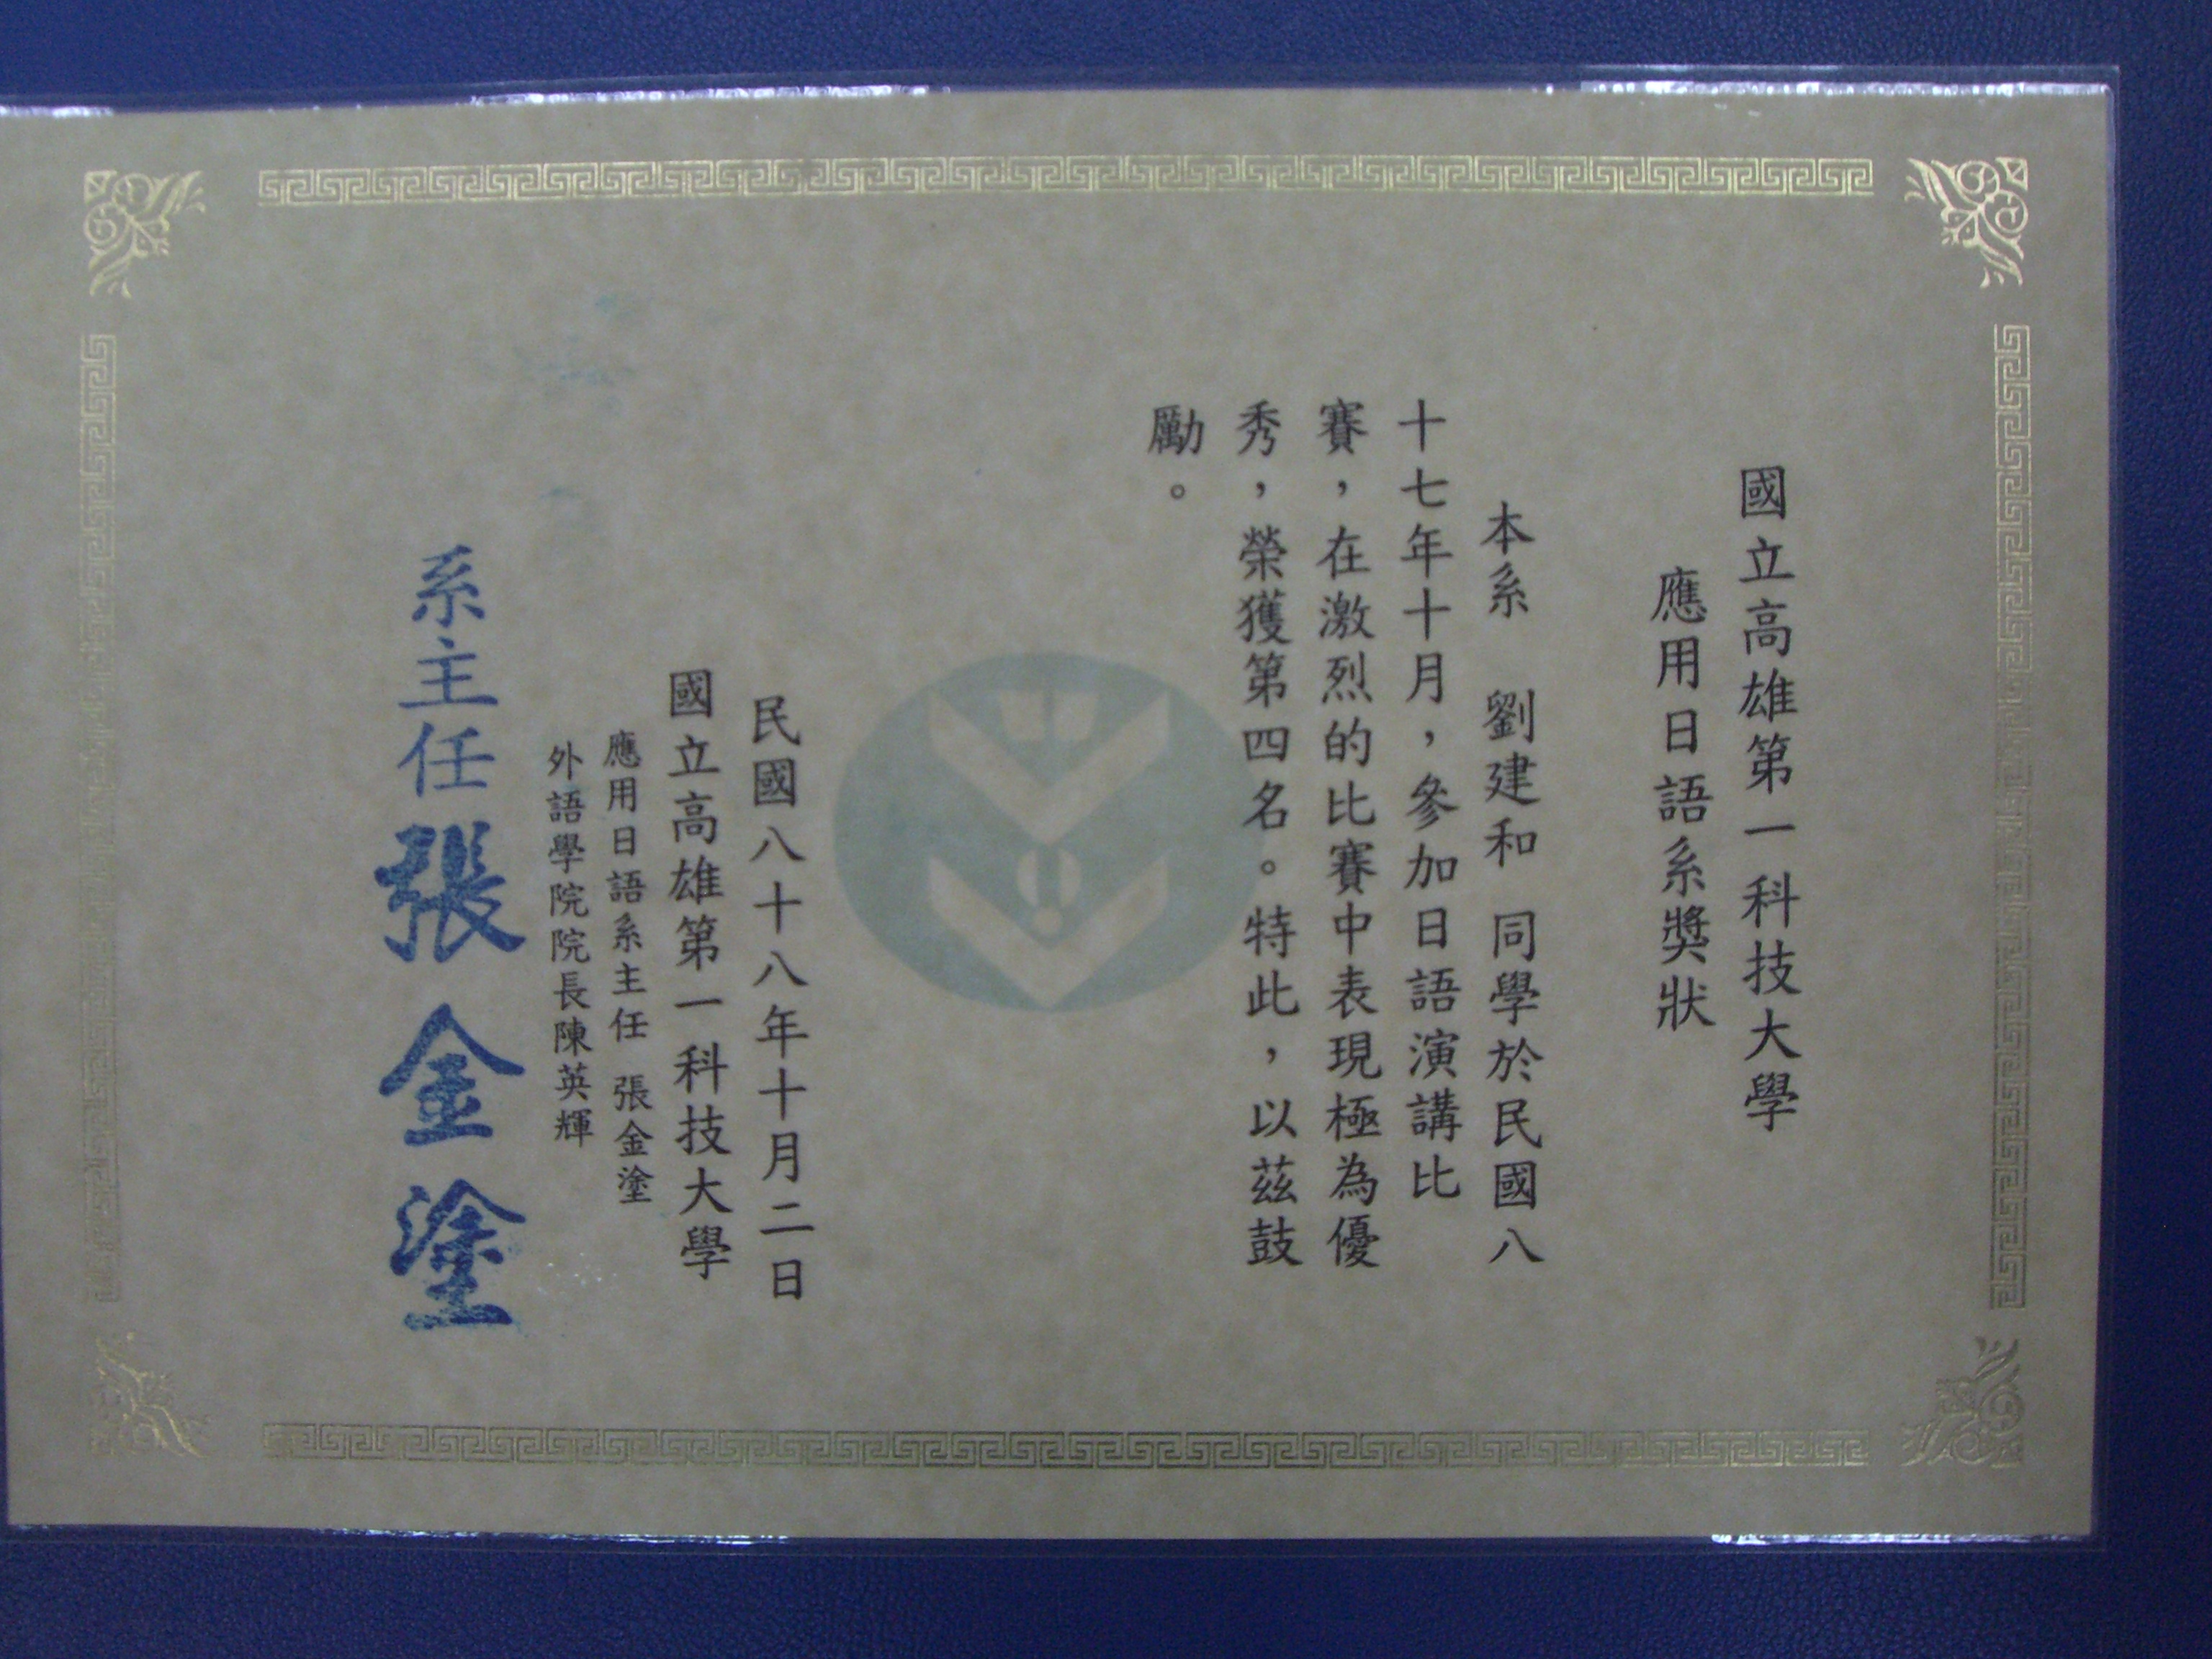 國立高雄第一科技大學
應用日語系獎狀
本系 劉建和 同學於民國八
十七年十月，參加日語演講比
賽，在激烈的比賽中表現極為優
秀，榮獲第四名。特此，以茲鼓
勵。
民國八十八年十月二日
國立高雄第一科技大學
應用日語系主任 張金塗
外語學院院長陳英輝
系主任張金塗